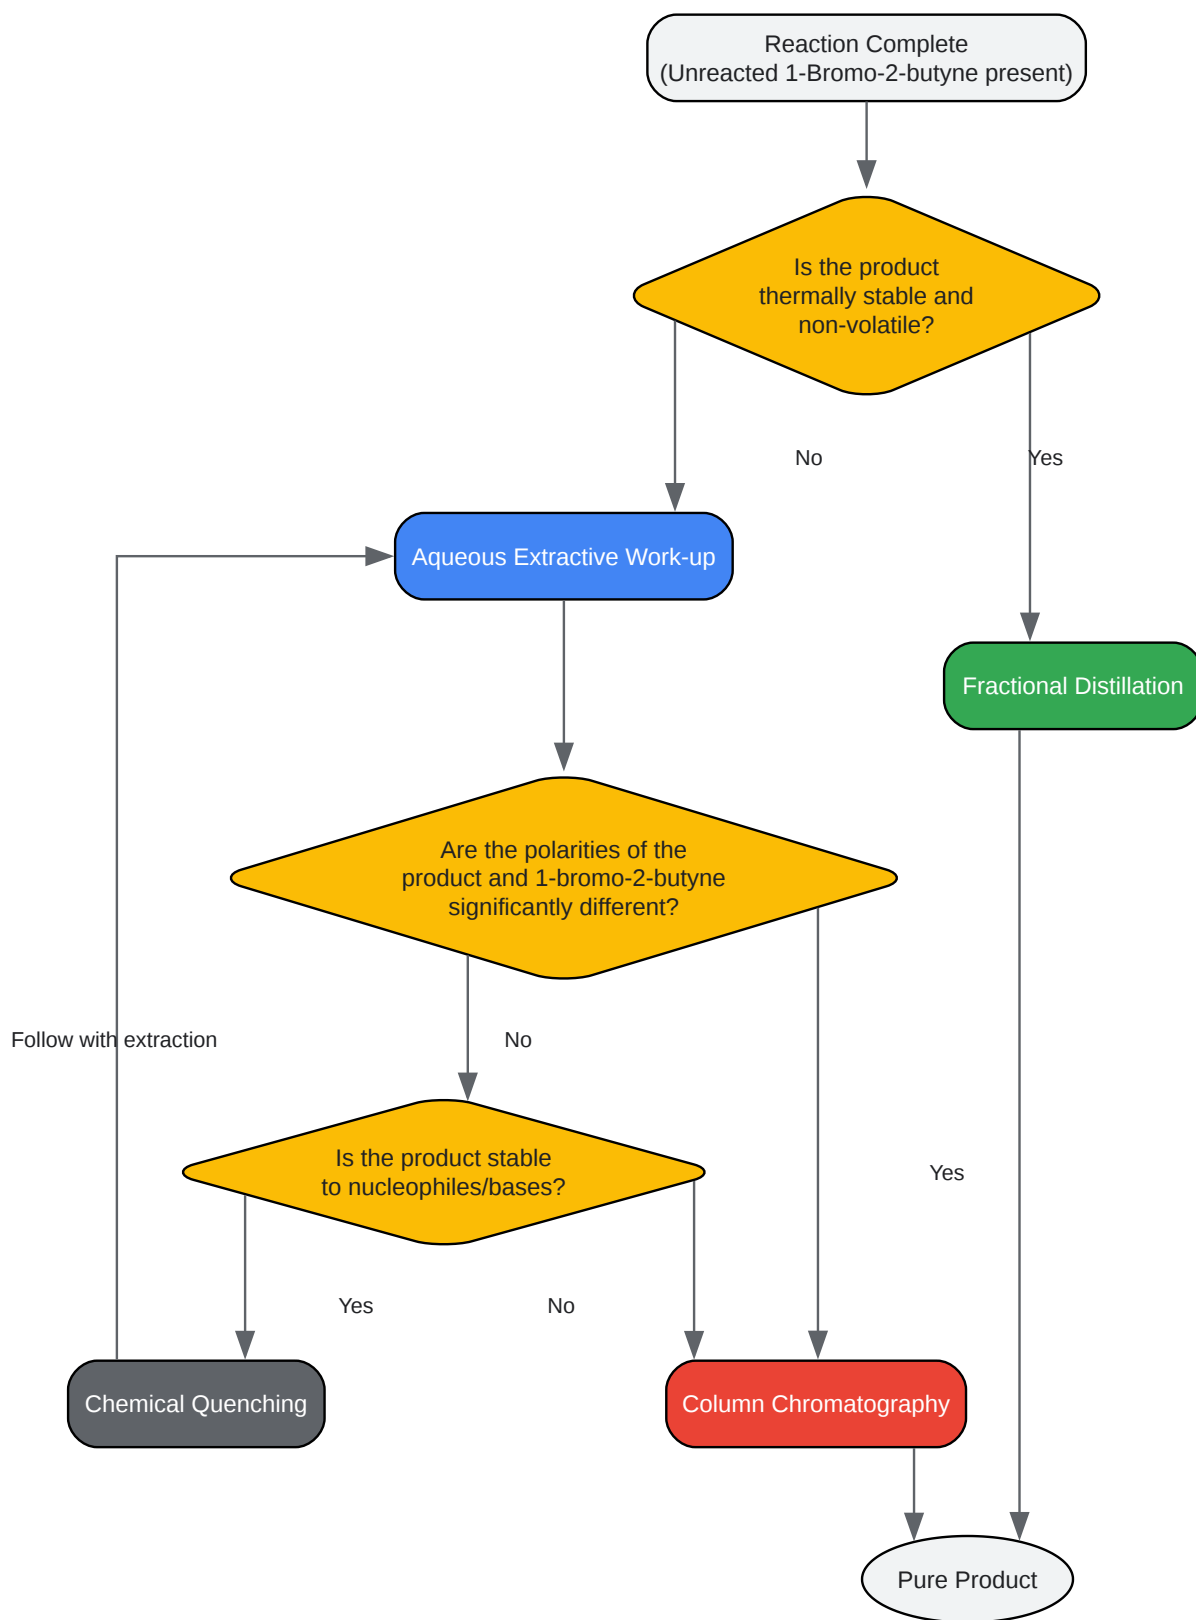 Reaction Complete
(Unreacted 1-Bromo-2-butyne present)
Is the product
thermally stable and
non-volatile?
No
Yes
Aqueous Extractive Work-up
Fractional Distillation
Are the polarities of the
product and 1-bromo-2-butyne
significantly different?
Follow with extraction
No
Is the product stable
to nucleophiles/bases?
Yes
Yes
No
Chemical Quenching
Column Chromatography
Pure Product